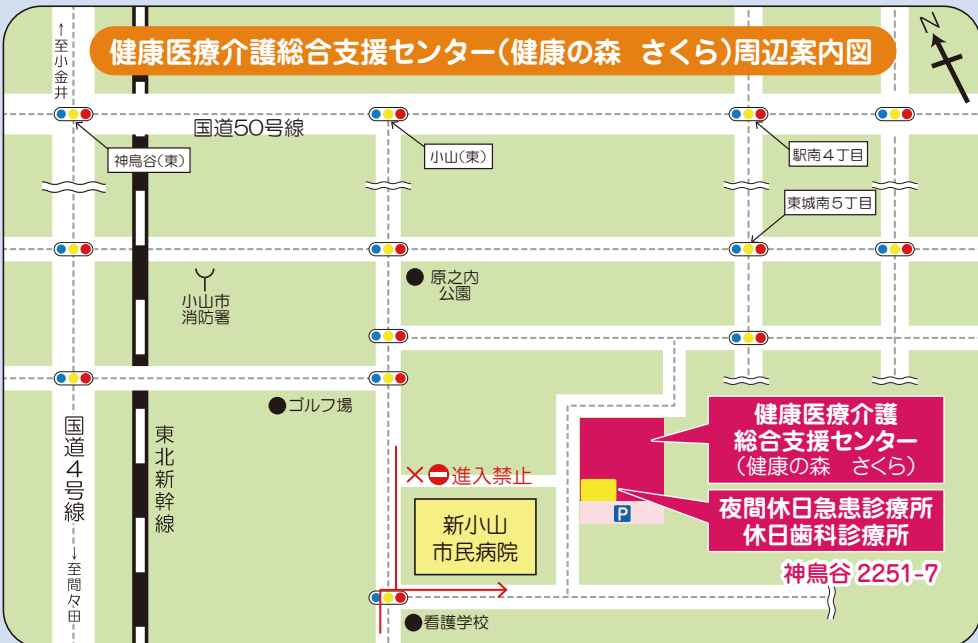 健康医療介護総合支援センター(健康の森　さくら)周辺案内図
N
↑至小金井
国道50号線
神鳥谷(東)
小山(東)
駅南4丁目
東城南5丁目
小山市
消防署
原之内
公園
ゴルフ場
国道4号線
→至間々田
東北新幹線
×進入禁止
新小山
市民病院
健康医療介護
総合支援センター
(健康の森　さくら)
夜間休日急患診療所
休日歯科診療所
P
神鳥谷 2251-7
看護学校